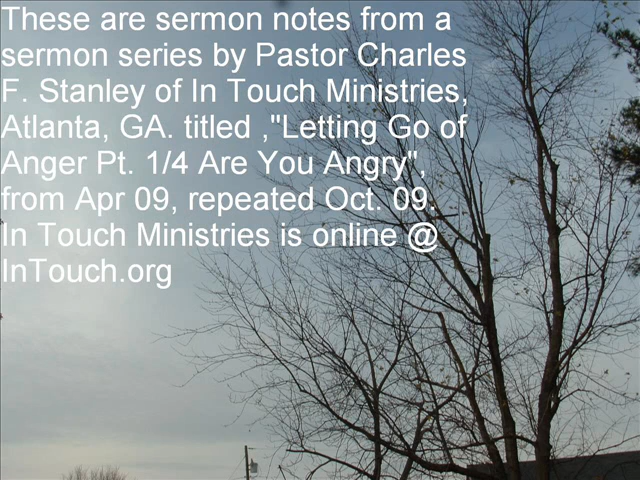 These are sermon notes from a
sermon series by Pastor Charles
F. Stanley of In Touch Ministries,
Atlanta, GA. titled ,"Letting Go of
Anger Pt. 1/4 Are You Angry",
from Apr 09, repeated Oct. 09.
In Touch Ministries is online @
InTouch.org